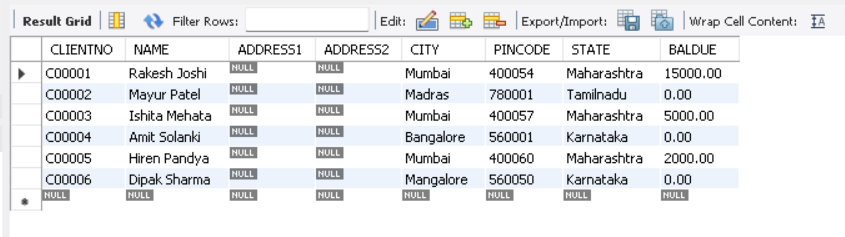 Result Grid Filter Rows: Edit: Export/Import: Wrap Cell Content: IA
CLIENTNO NAME ADDRESS1 ADDRESS2 CITY PINCODE STATE BALDUE
C00001 Rakesh Joshi NULL NULL Mumbai 400054 Maharashtra 15000.00
C00002 Mayur Patel NULL NULL Madras 780001 Tamilnadu 0.00
C00003 Ishita Mehata NULL NULL Mumbai 400057 Maharashtra 5000.00
C00004 Amit Solanki NULL NULL Bangalore 560001 Karnataka 0.00
C00005 Hiren Pandya NULL NULL Mumbai 400060 Maharashtra 2000.00
C00006 Dipak Sharma NULL NULL Mangalore 560050 Karnataka 0.00
NULL NULL NULL NULL NULL NULL NULL NULL